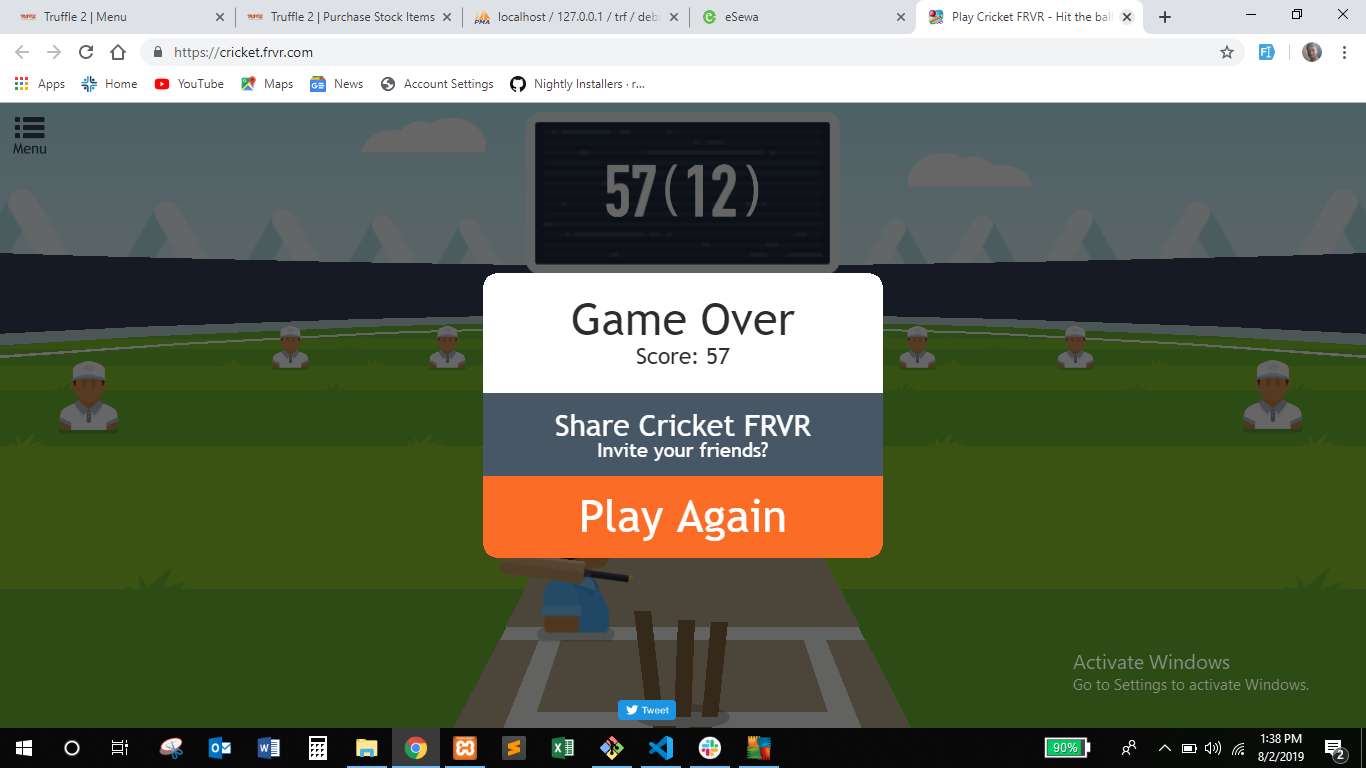 Truffle 2 | Menu
Truffle 2 | Purchase Stock Items
localhost / 127.0.0.1 / trf / deb
eSewa
Play Cricket FRVR - Hit the ball
https://cricket.frvr.com
Apps
Home
YouTube
Maps
News
Account Settings
Nightly Installers · r...
Menu
57(12)
Game Over
Score: 57
Share Cricket FRVR
Invite your friends?
Play Again
Activate Windows
Go to Settings to activate Windows.
Tweet
90%
1:38 PM
8/2/2019
2